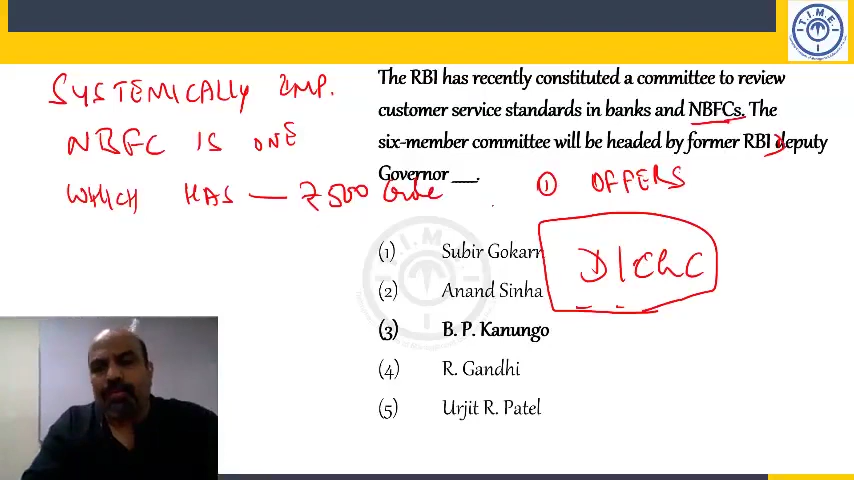 T.I.M.E.
The RBI has recently constituted a committee to review
customer service standards in banks and NBFCs. The
six-member committee will be headed by former RBI deputy
Governor ___.
SYSTEMICALLY IMP.
NBFC IS ONE
WHICH HAS — ₹500 Crore
① OFFERS
DICGC
(1) Subir Gokarn
(2) Anand Sinha
(3) B. P. Kanungo
(4) R. Gandhi
(5) Urjit R. Patel